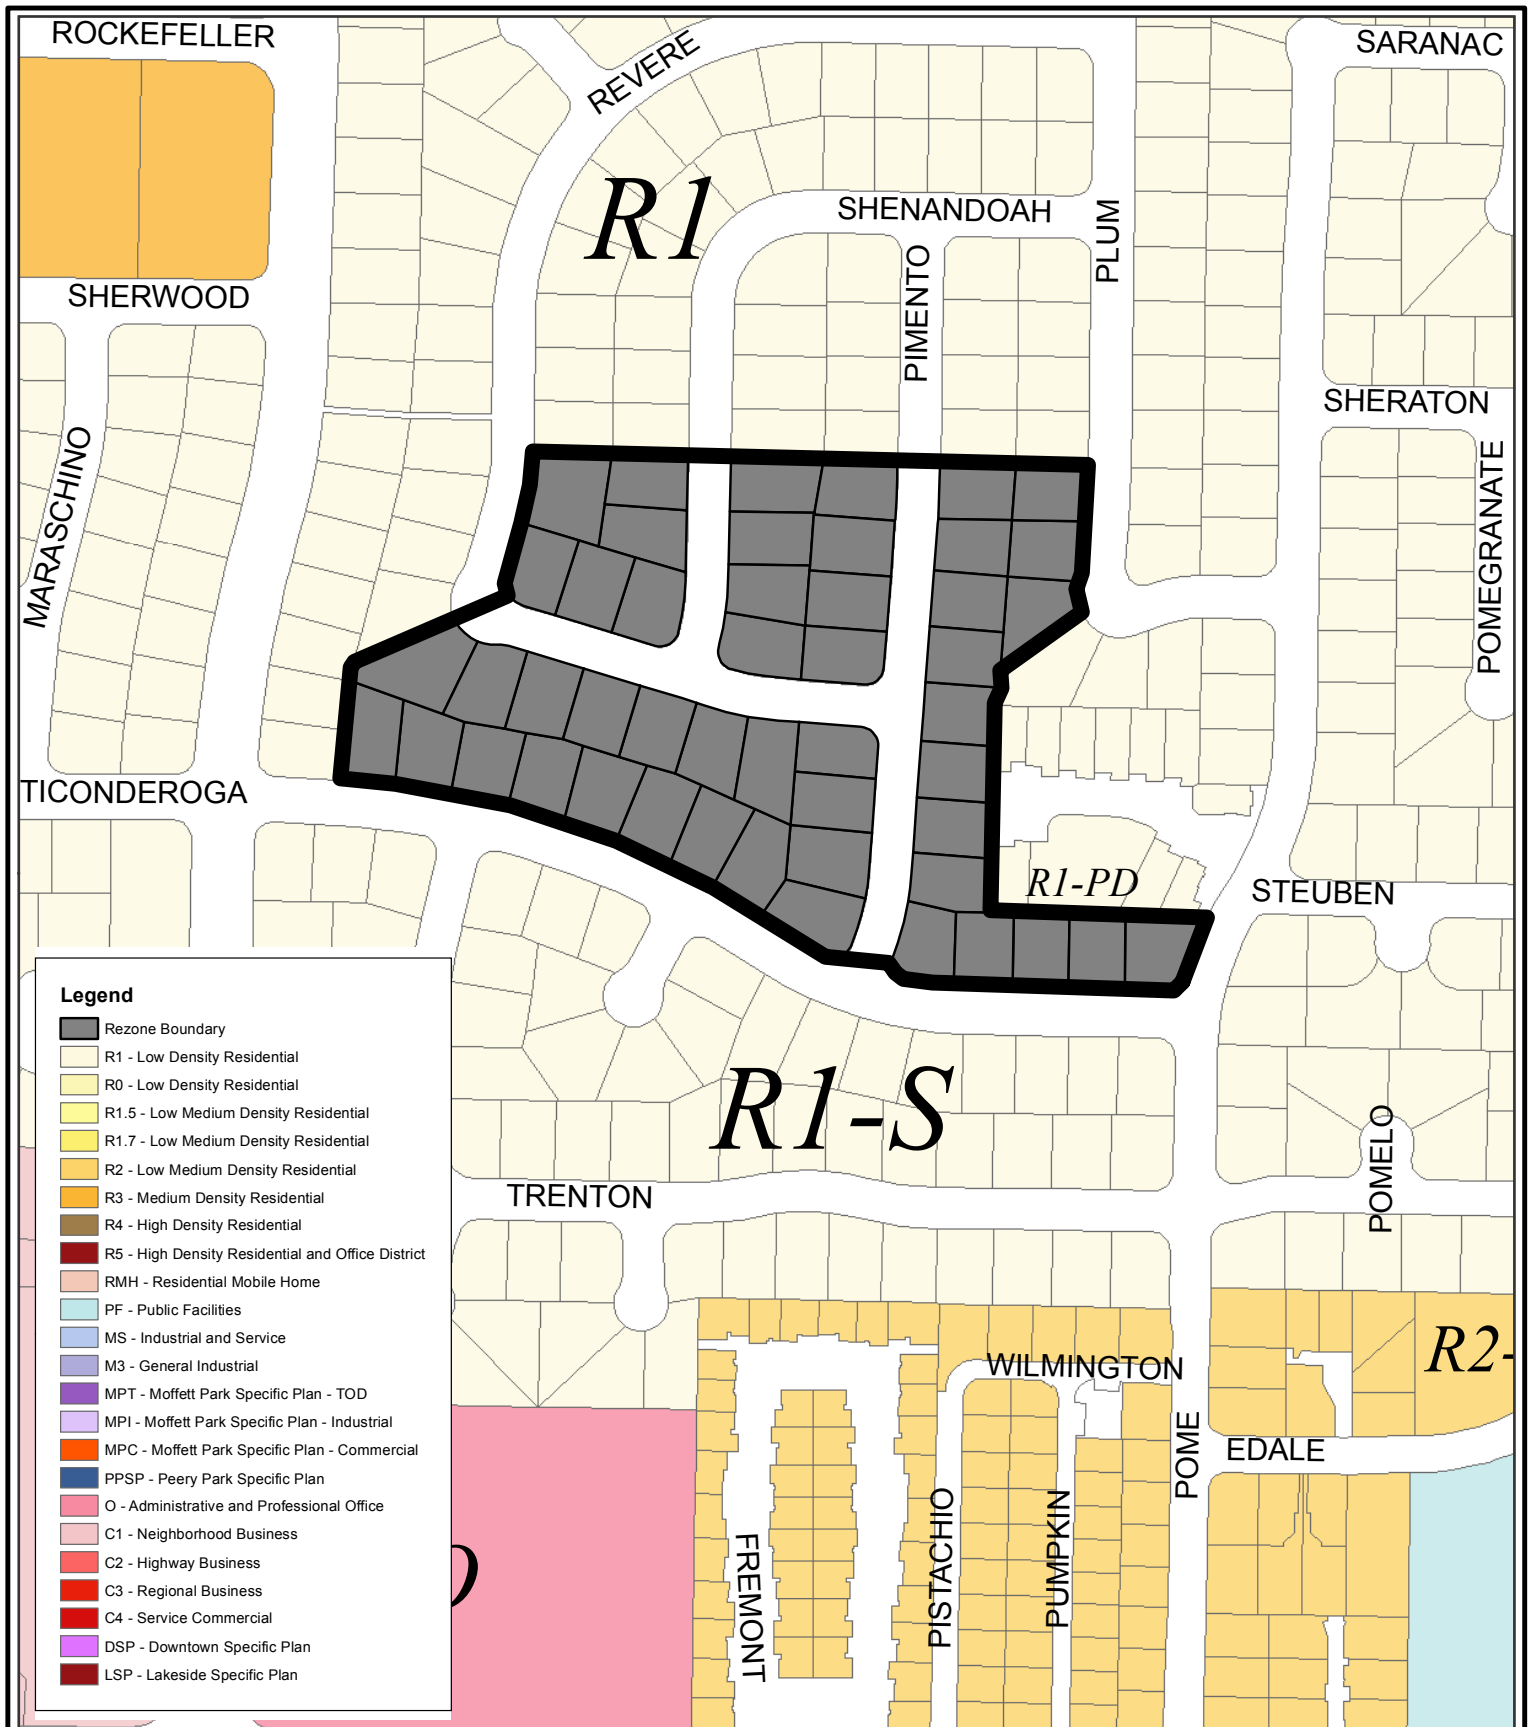 ROCKEFELLER
REVERE
SARANAC
R1
SHENANDOAH
PLUM
PIMENTO
SHERWOOD
SHERATON
MARASCHINO
POMEGRANATE
TICONDEROGA
R1-PD
STEUBEN
R1-S
POMELO
TRENTON
WILMINGTON
R2-
POME
EDALE
FREMONT
PISTACHIO
PUMPKIN
Legend
Rezone Boundary
R1 - Low Density Residential
R0 - Low Density Residential
R1.5 - Low Medium Density Residential
R1.7 - Low Medium Density Residential
R2 - Low Medium Density Residential
R3 - Medium Density Residential
R4 - High Density Residential
R5 - High Density Residential and Office District
RMH - Residential Mobile Home
PF - Public Facilities
MS - Industrial and Service
M3 - General Industrial
MPT - Moffett Park Specific Plan - TOD
MPI - Moffett Park Specific Plan - Industrial
MPC - Moffett Park Specific Plan - Commercial
PPSP - Peery Park Specific Plan
O - Administrative and Professional Office
C1 - Neighborhood Business
C2 - Highway Business
C3 - Regional Business
C4 - Service Commercial
DSP - Downtown Specific Plan
LSP - Lakeside Specific Plan